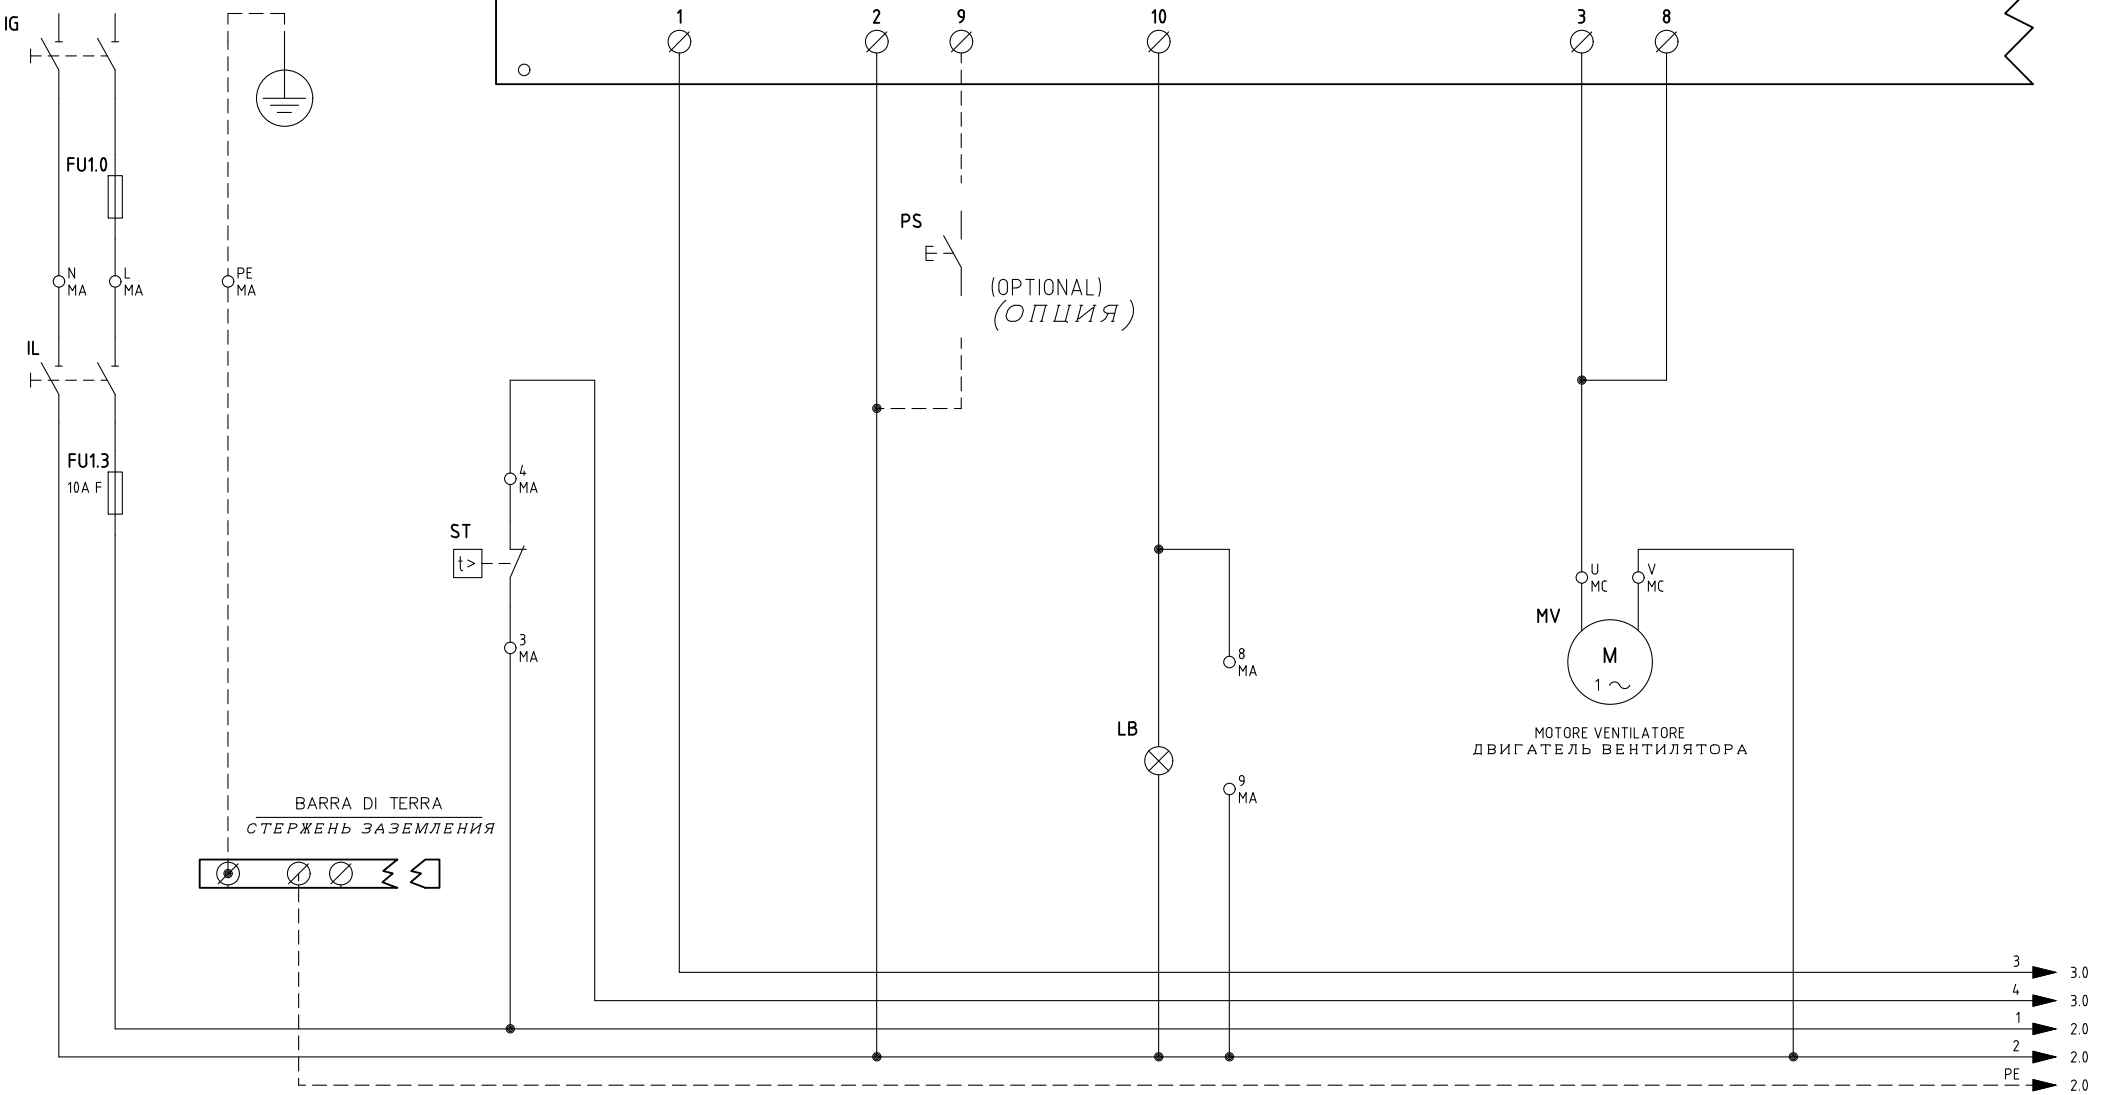 IG
1
2
9
10
3
8
FU1.0
N
MA
L
MA
PE
MA
PS
(OPTIONAL)
(ОПЦИЯ)
IL
FU1.3
10A F
4
MA
ST
t>
3
MA
U
MC
V
MC
MV
M
1
8
MA
LB
9
MA
MOTORE VENTILATORE
ДВИГАТЕЛЬ ВЕНТИЛЯТОРА
BARRA DI TERRA
СТЕРЖЕНЬ ЗАЗЕМЛЕНИЯ
3
3.0
4
3.0
1
2.0
2
2.0
PE
2.0